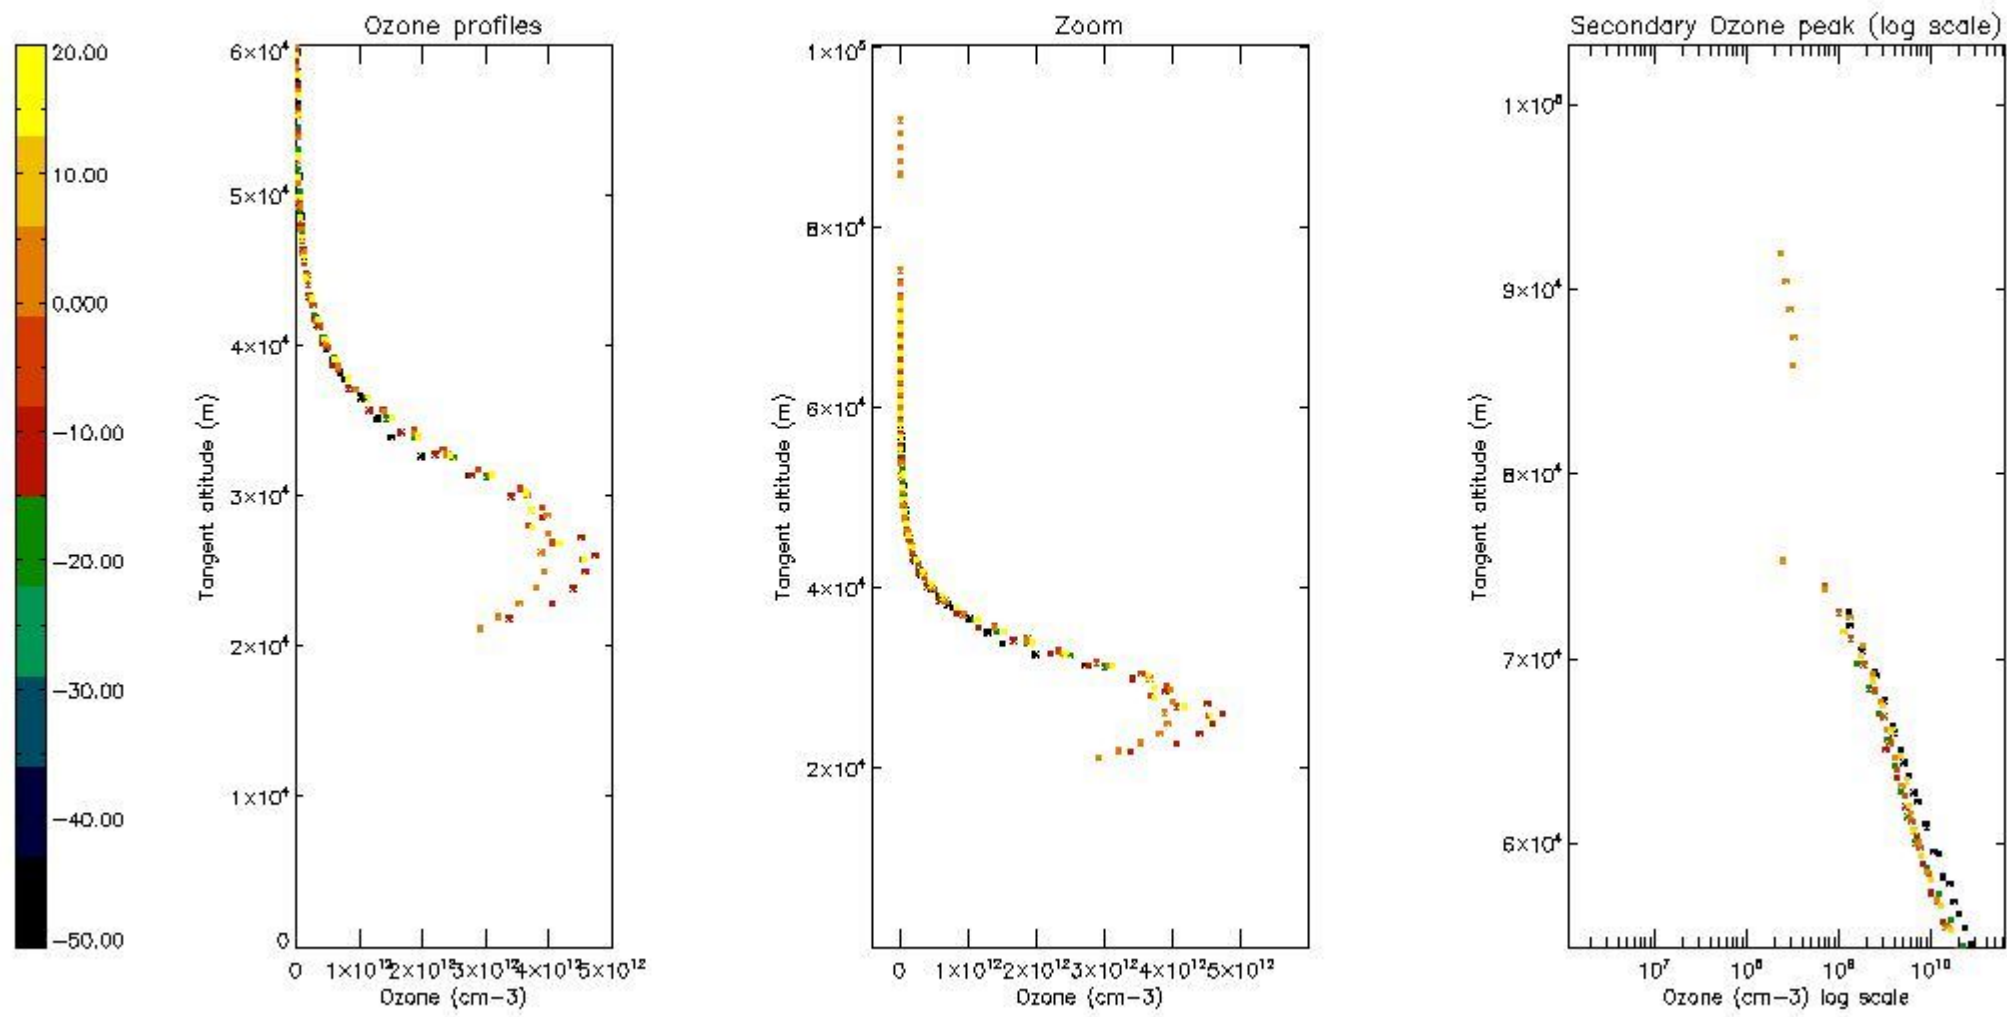 Ozone profiles
Zoom
Secondary Ozone peak (log scale)
20.00
10.00
0.000
−10.00
−20.00
−30.00
−40.00
−50.00
6×10⁴
5×10⁴
4×10⁴
3×10⁴
2×10⁴
1×10⁴
0
Tangent altitude (m)
0 1×10¹² 2×10¹² 3×10¹² 4×10¹² 5×10¹²
Ozone (cm−3)
1×10⁵
8×10⁴
6×10⁴
4×10⁴
2×10⁴
Tangent altitude (m)
0 1×10¹² 2×10¹² 3×10¹² 4×10¹² 5×10¹²
Ozone (cm−3)
1×10⁵
9×10⁴
8×10⁴
7×10⁴
6×10⁴
Tangent altitude (m)
10⁷ 10⁸ 10⁹ 10¹⁰
Ozone (cm−3) log scale